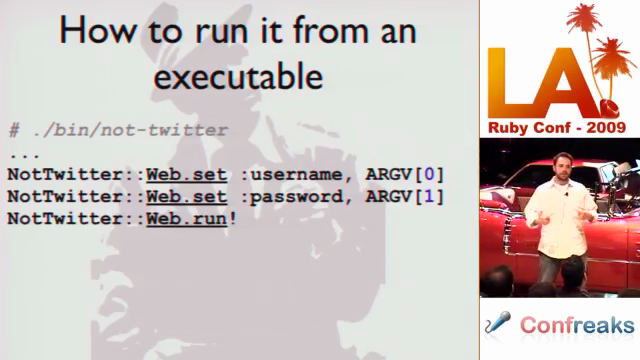 How to run it from an
executable
# ./bin/not-twitter
...
NotTwitter::Web.set :username, ARGV[0]
NotTwitter::Web.set :password, ARGV[1]
NotTwitter::Web.run!
LA
Ruby Conf - 2009
Confreaks